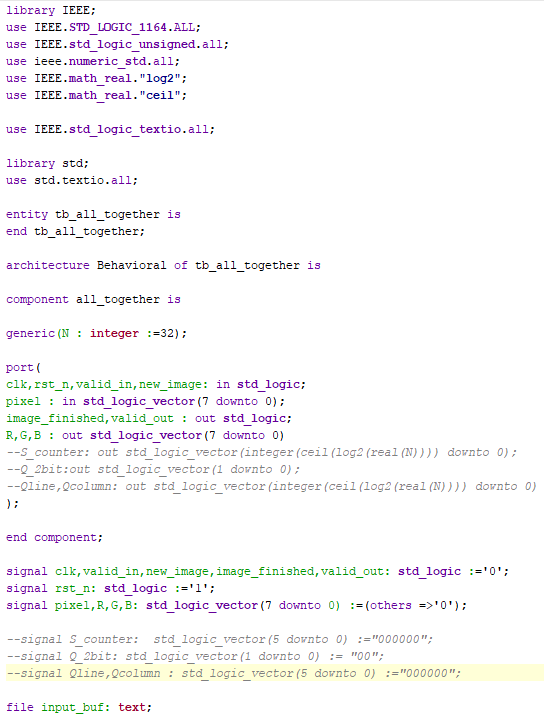 library IEEE;
use IEEE.STD_LOGIC_1164.ALL;
use IEEE.std_logic_unsigned.all;
use ieee.numeric_std.all;
use IEEE.math_real."log2";
use IEEE.math_real."ceil";
use IEEE.std_logic_textio.all;
library std;
use std.textio.all;
entity tb_all_together is
end tb_all_together;
architecture Behavioral of tb_all_together is
component all_together is
generic(N : integer :=32);
port(
clk,rst_n,valid_in,new_image: in std_logic;
pixel : in std_logic_vector(7 downto 0);
image_finished,valid_out : out std_logic;
R,G,B : out std_logic_vector(7 downto 0)
--S_counter: out std_logic_vector(integer(ceil(log2(real(N)))) downto 0);
--Q_2bit:out std_logic_vector(1 downto 0);
--Qline,Qcolumn: out std_logic_vector(integer(ceil(log2(real(N)))) downto 0)
);
end component;
signal clk,valid_in,new_image,image_finished,valid_out: std_logic :='0';
signal rst_n: std_logic :='1';
signal pixel,R,G,B: std_logic_vector(7 downto 0) :=(others =>'0');
--signal S_counter:  std_logic_vector(5 downto 0) :="000000";
--signal Q_2bit: std_logic_vector(1 downto 0) := "00";
--signal Qline,Qcolumn : std_logic_vector(5 downto 0) :="000000";
file input_buf: text;